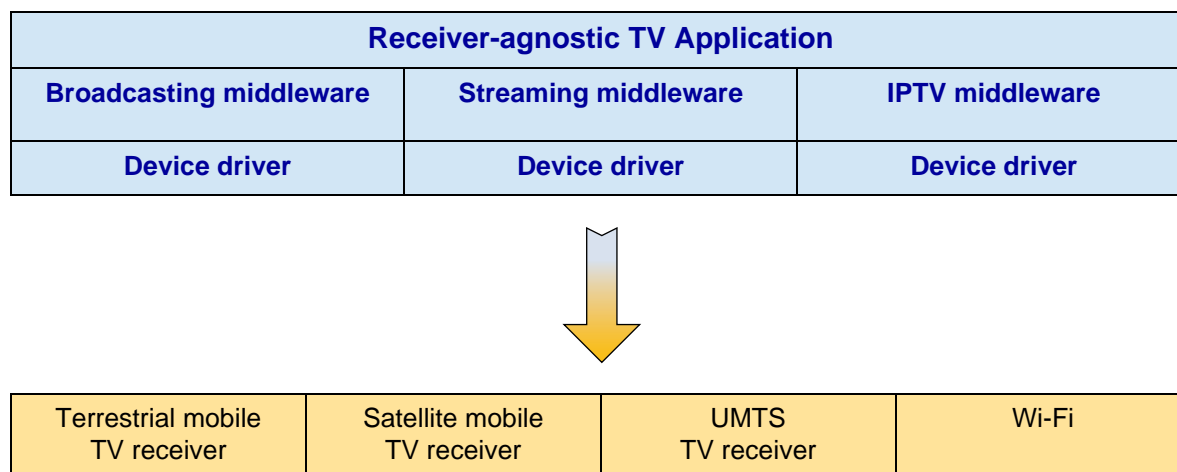 Receiver-agnostic TV Application
Broadcasting middleware
Streaming middleware
IPTV middleware
Device driver
Device driver
Device driver
Terrestrial mobile
TV receiver
Satellite mobile
TV receiver
UMTS
TV receiver
Wi-Fi